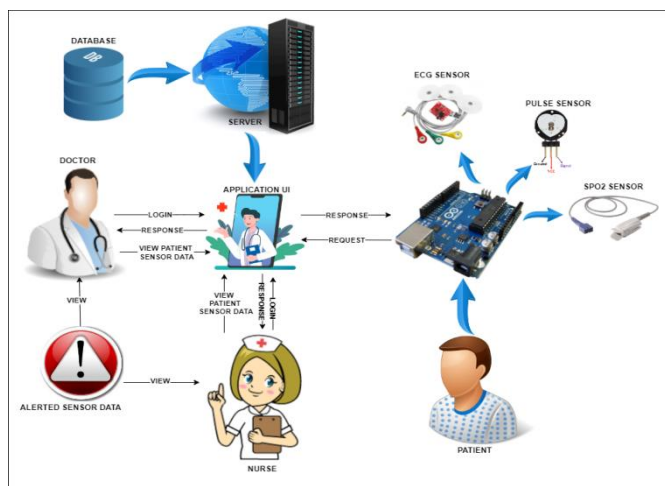 DATABASE
DB
SERVER
ECG SENSOR
PULSE SENSOR
SPO2 SENSOR
DOCTOR
APPLICATION UI
LOGIN
RESPONSE
VIEW PATIENT
SENSOR DATA
RESPONSE
REQUEST
VIEW
VIEW
PATIENT
SENSOR DATA
RESPONSE
LOGIN
ALERTED SENSOR DATA
VIEW
NURSE
PATIENT